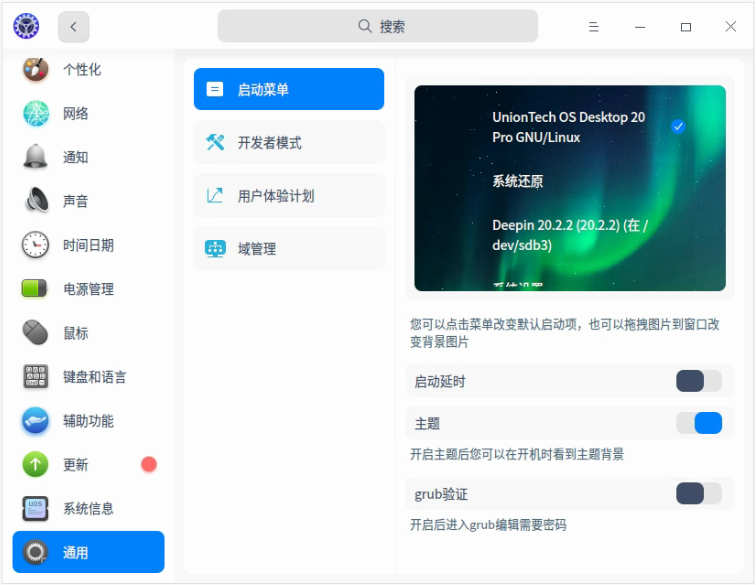 搜索
个性化
网络
通知
声音
时间日期
电源管理
鼠标
键盘和语言
辅助功能
更新
系统信息
通用
启动菜单
开发者模式
用户体验计划
域管理
UnionTech OS Desktop 20
Pro GNU/Linux
系统还原
Deepin 20.2.2 (20.2.2) (在 /
dev/sdb3)
系统设置
您可以点击菜单改变默认启动项，也可以拖拽图片到窗口改
变背景图片
启动延时
主题
开启主题后您可以在开机时看到主题背景
grub验证
开启后进入grub编辑需要密码